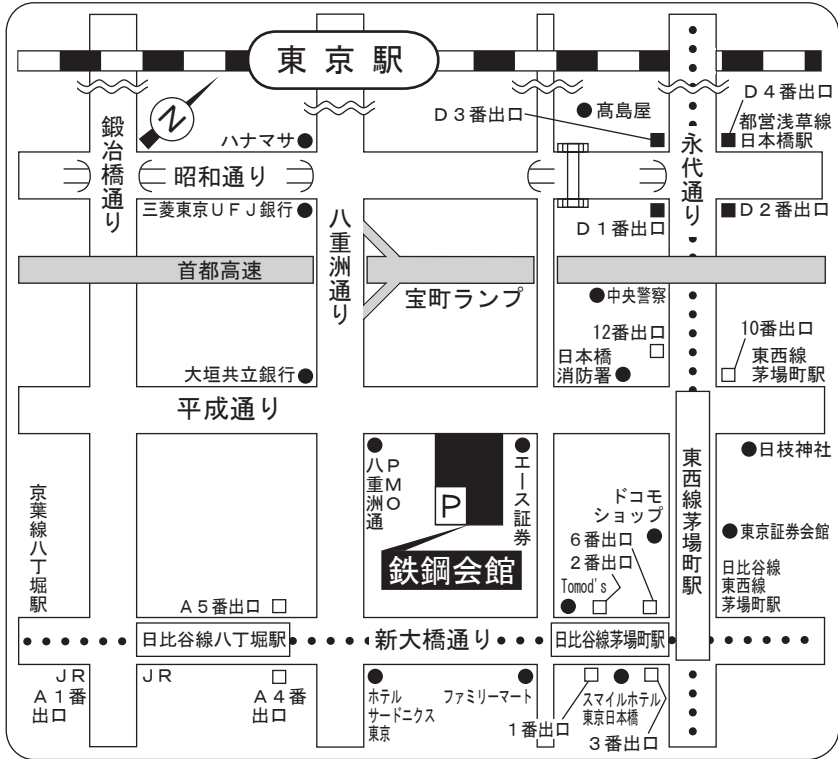 東京駅
N
鍛冶橋通り
ハナマサ
昭和通り
三菱東京UFJ銀行
首都高速
八重洲通り
宝町ランプ
D3番出口
髙島屋
D4番出口
都営浅草線
日本橋駅
永代通り
D1番出口
D2番出口
中央警察
12番出口
日本橋
消防署
10番出口
東西線
茅場町駅
大垣共立銀行
平成通り
PMO
八重洲通
P
エース証券
鉄鋼会館
日枝神社
東西線茅場町駅
ドコモ
ショップ
6番出口
2番出口
Tomod's
東京証券会館
日比谷線
東西線
茅場町駅
京葉線八丁堀駅
A5番出口
日比谷線八丁堀駅
新大橋通り
日比谷線茅場町駅
JR
A1番
出口
JR
A4番
出口
ホテル
サードニクス
東京
ファミリーマート
1番出口
スマイルホテル
東京日本橋
3番出口